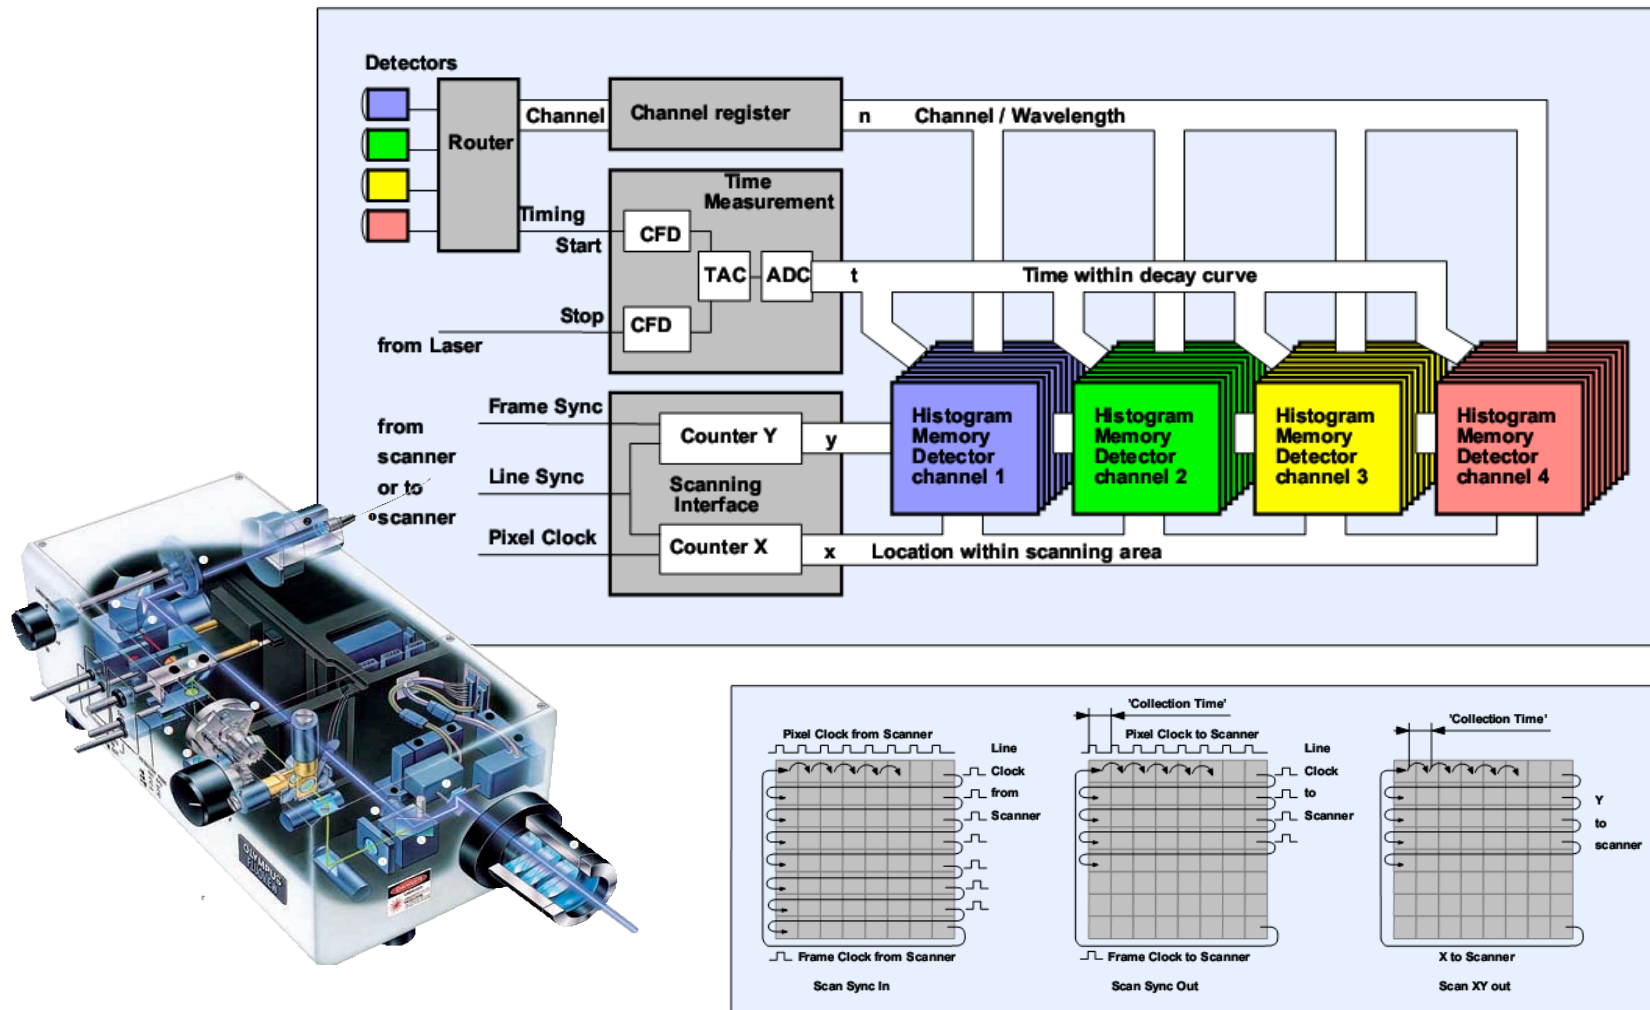 Detectors
Router
Channel
Channel register
n
Channel / Wavelength
Time
Measurement
Timing
Start
CFD
TAC
ADC
t
Time within decay curve
Stop
CFD
from Laser
Frame Sync
Counter Y
y
from
scanner
or to
scanner
Line Sync
Scanning
Interface
Pixel Clock
Counter X
x
Location within scanning area
Histogram
Memory
Detector
channel 1
Histogram
Memory
Detector
channel 2
Histogram
Memory
Detector
channel 3
Histogram
Memory
Detector
channel 4
OLYMPUS
DANGER
Pixel Clock from Scanner
Line
Clock
from
Scanner
Frame Clock from Scanner
Scan Sync In
'Collection Time'
Pixel Clock to Scanner
Line
Clock
to
Scanner
Frame Clock to Scanner
Scan Sync Out
'Collection Time'
Y
to
scanner
X to Scanner
Scan XY out